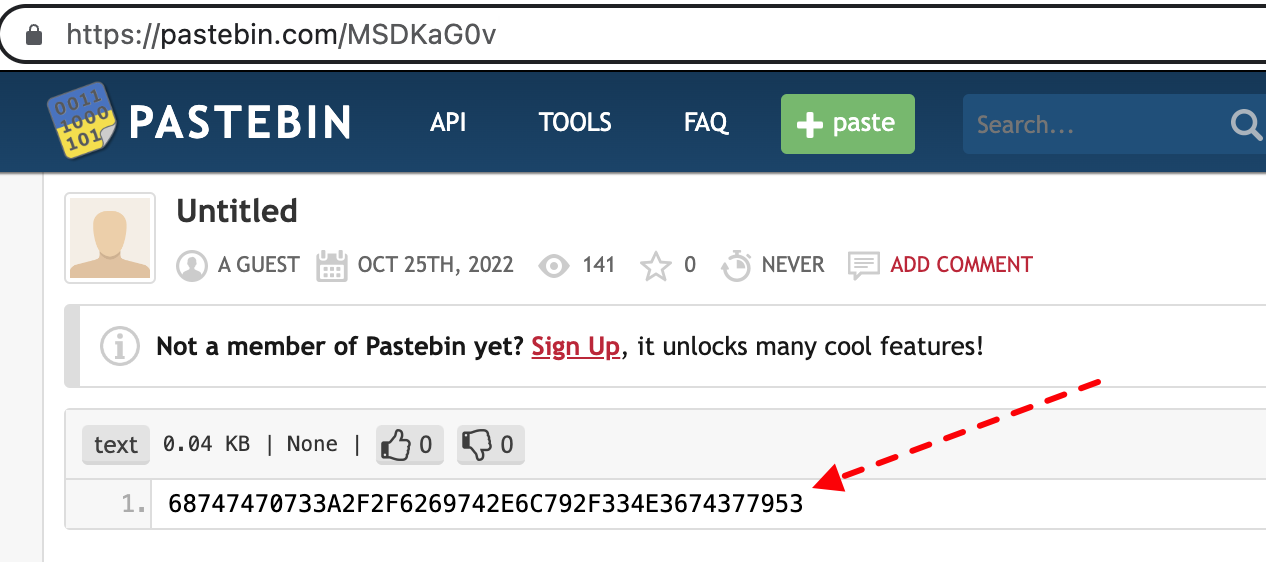 https://pastebin.com/MSDKaG0v
0011
1000
101
PASTEBIN API TOOLS FAQ + paste Search...
Untitled
A GUEST OCT 25TH, 2022 141 0 NEVER ADD COMMENT
Not a member of Pastebin yet? Sign Up, it unlocks many cool features!
text 0.04 KB | None | 0 0
1. 68747470733A2F2F6269742E6C792F334E3674377953